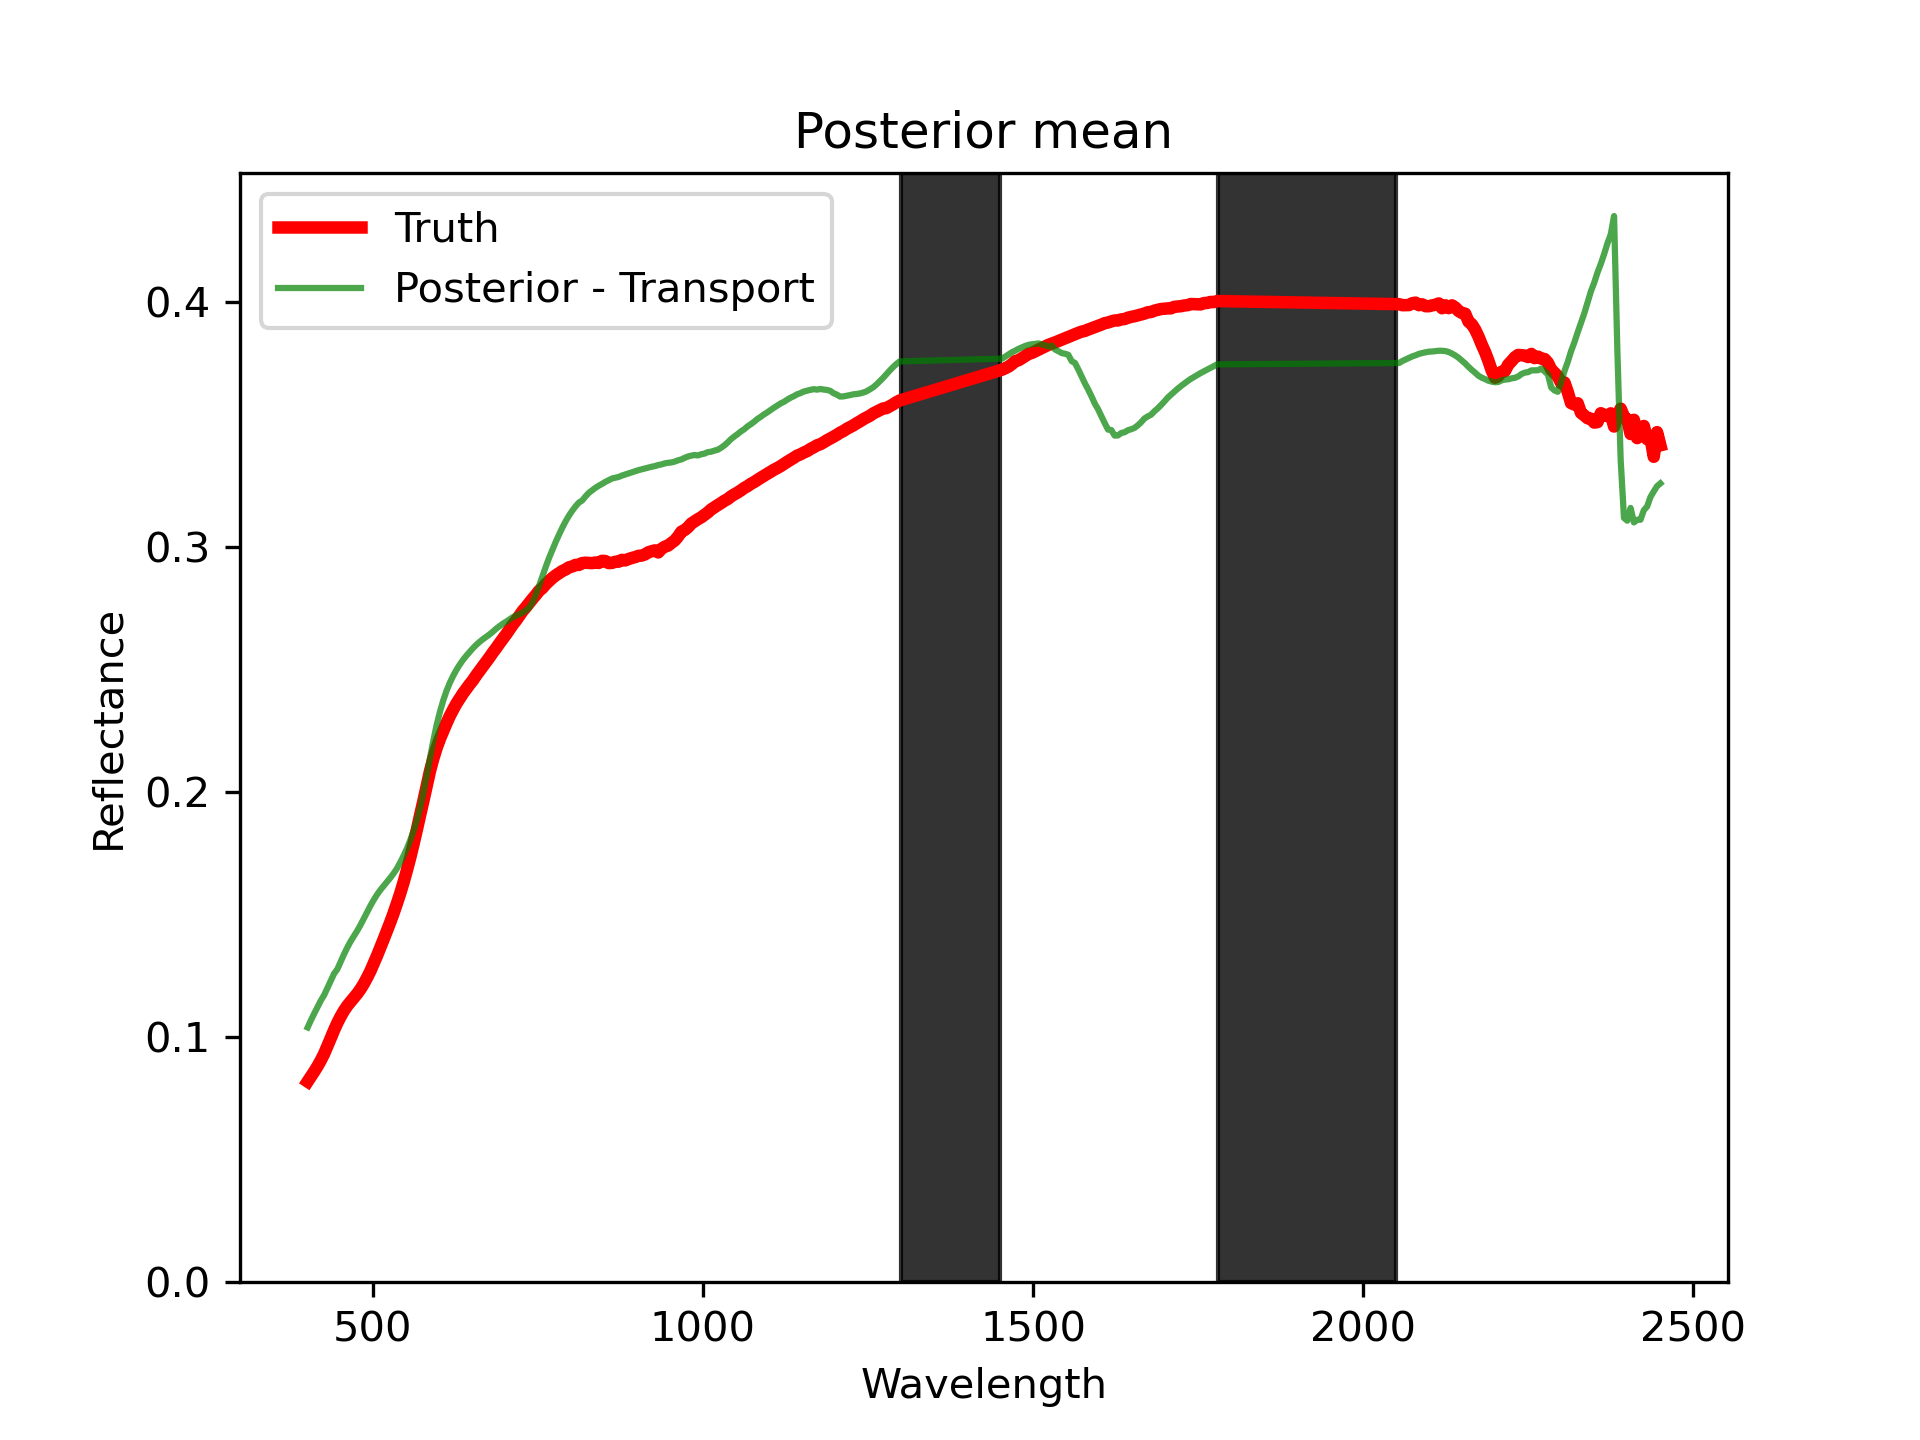 Posterior mean
Truth
Posterior - Transport
0.4
0.3
0.2
0.1
0.0
Reflectance
500 1000 1500 2000 2500
Wavelength